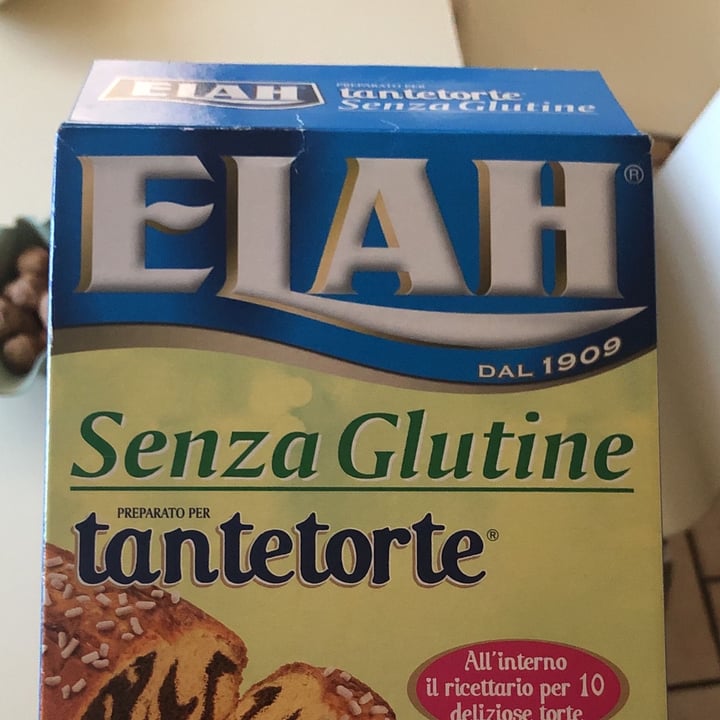 ELAH
PREPARATO PER
tantetorte
Senza Glutine
ELAH®
DAL 1909
Senza Glutine
PREPARATO PER
tantetorte®
All'interno
il ricettario per 10
deliziose torte